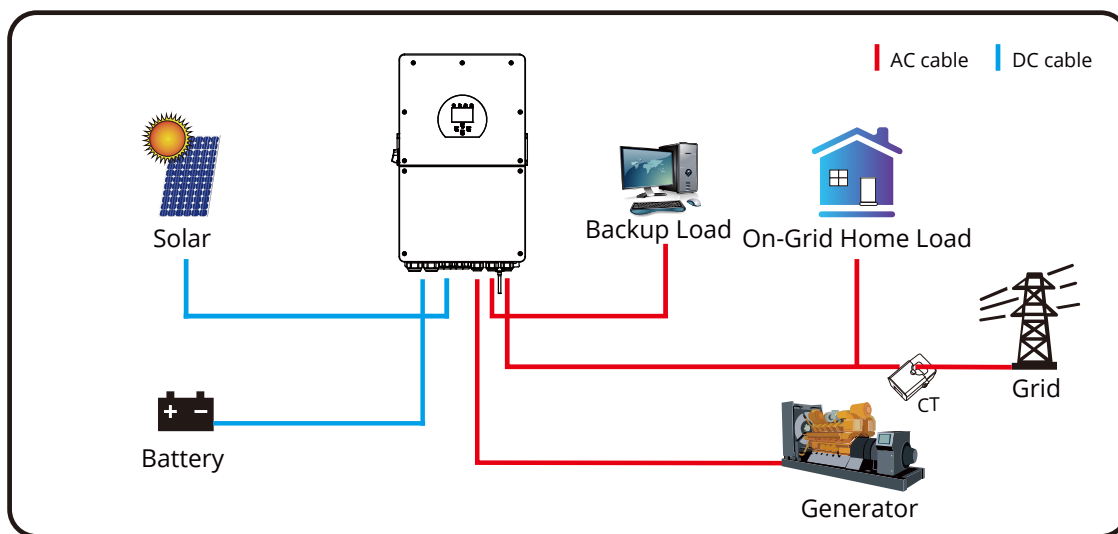 AC cable
DC cable
Solar
Backup Load
On-Grid Home Load
CT
Grid
+ −
Battery
Generator